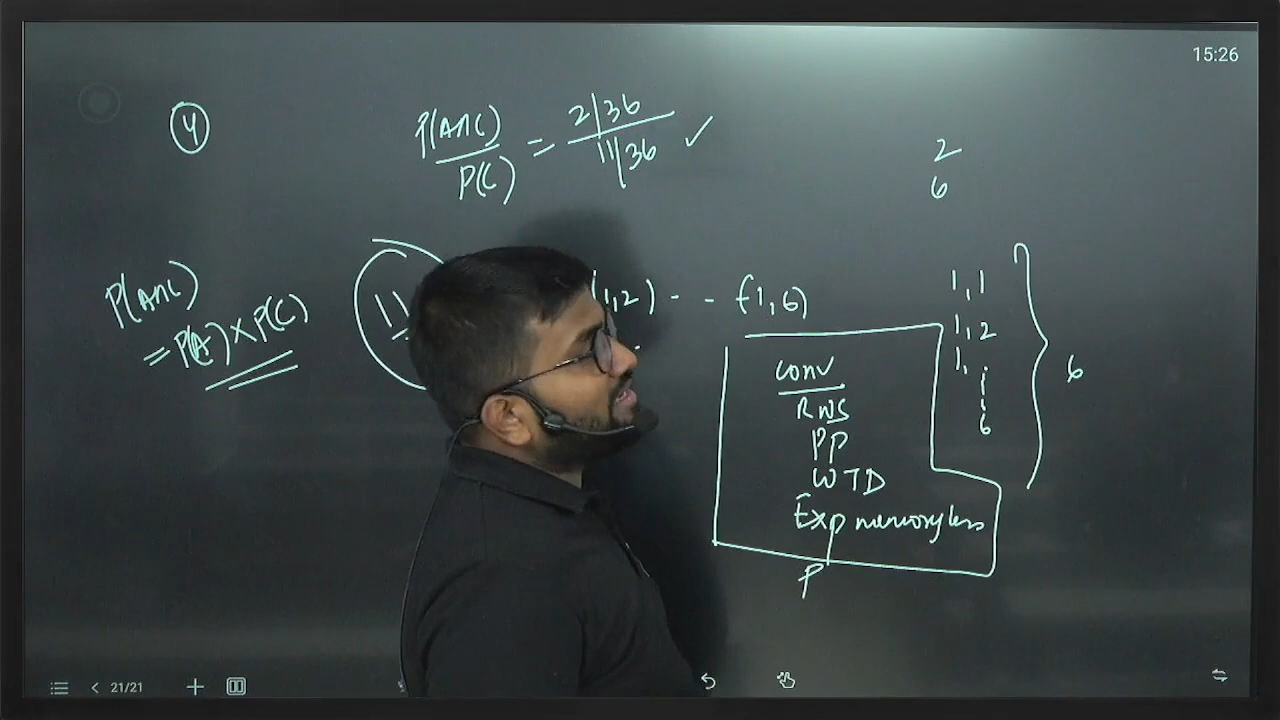 15:26
4
P(A∩C)
P(C)
=
2/36
11/36
✓
2
6
P(A∩C)
= P(A) × P(C)
11
(1,2) - - (1,6)
1,1
1,2
1,
6
6
conv
RWS
PP
WTD
Exp memoryless
P
21/21